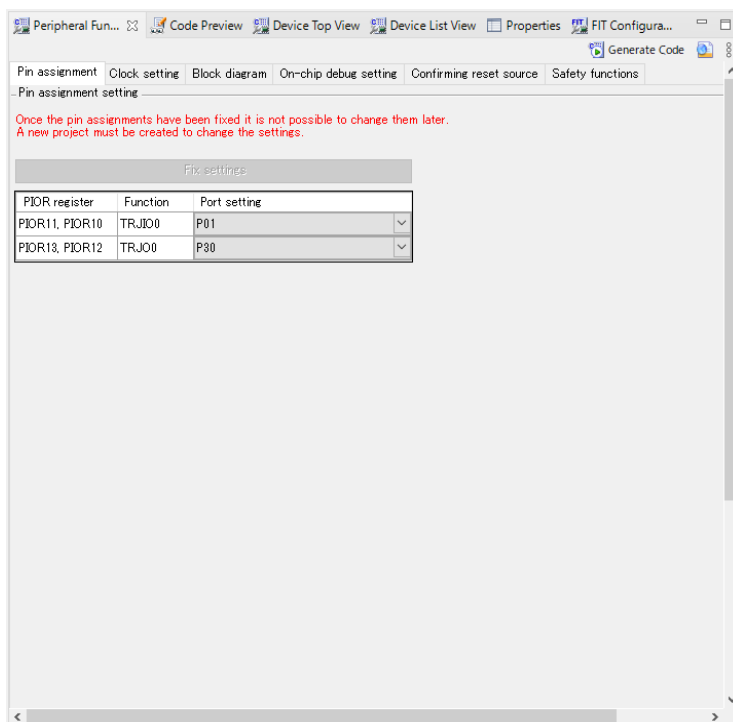 Peripheral Fun... Code Preview Device Top View Device List View Properties FIT Configura...
Generate Code
Pin assignment Clock setting Block diagram On-chip debug setting Confirming reset source Safety functions
Pin assignment setting
Once the pin assignments have been fixed it is not possible to change them later.
A new project must be created to change the settings.
Fix settings
PIOR register Function Port setting
PIOR11, PIOR10 TRJIO0 P01
PIOR13, PIOR12 TRJO0 P30